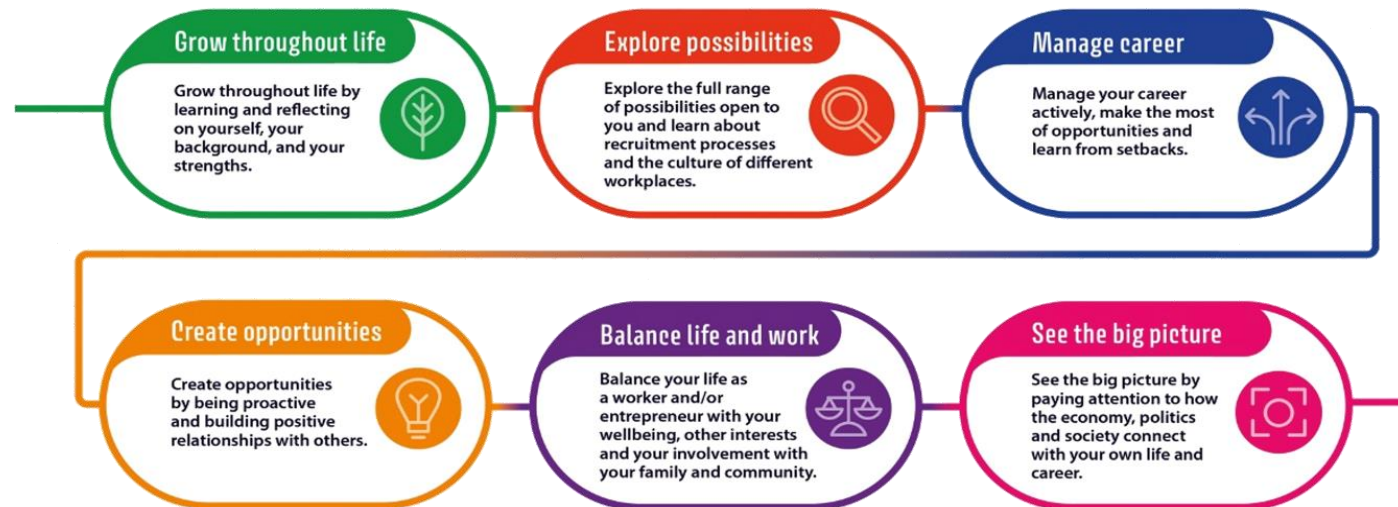 Grow throughout life
Grow throughout life by
learning and reflecting
on yourself, your
background, and your
strengths.
Explore possibilities
Explore the full range
of possibilities open to
you and learn about
recruitment processes
and the culture of different
workplaces.
Manage career
Manage your career
actively, make the most
of opportunities and
learn from setbacks.
Create opportunities
Create opportunities
by being proactive
and building positive
relationships with others.
Balance life and work
Balance your life as
a worker and/or
entrepreneur with your
wellbeing, other interests
and your involvement with
your family and community.
See the big picture
See the big picture by
paying attention to how
the economy, politics
and society connect
with your own life and
career.